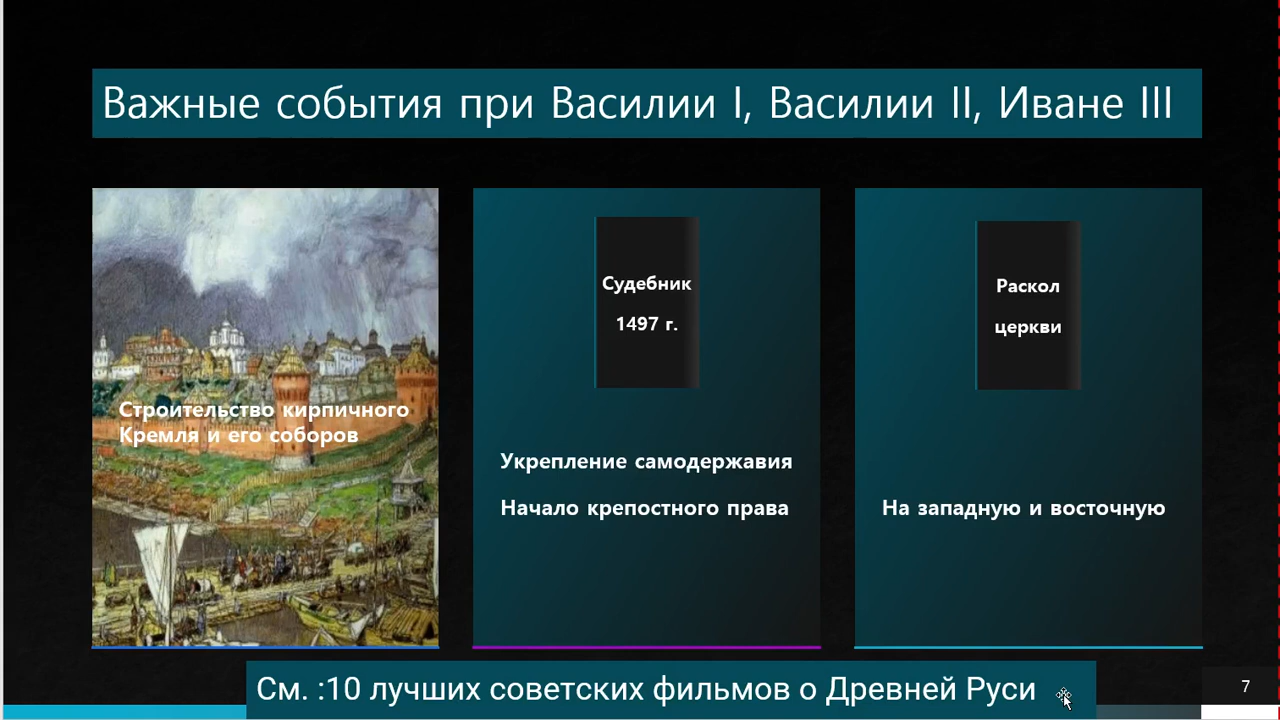 Важные события при Василии I, Василии II, Иване III
Строительство кирпичного
Кремля и его соборов
Судебник
1497 г.
Укрепление самодержавия
Начало крепостного права
Раскол
церкви
На западную и восточную
См. :10 лучших советских фильмов о Древней Руси
7